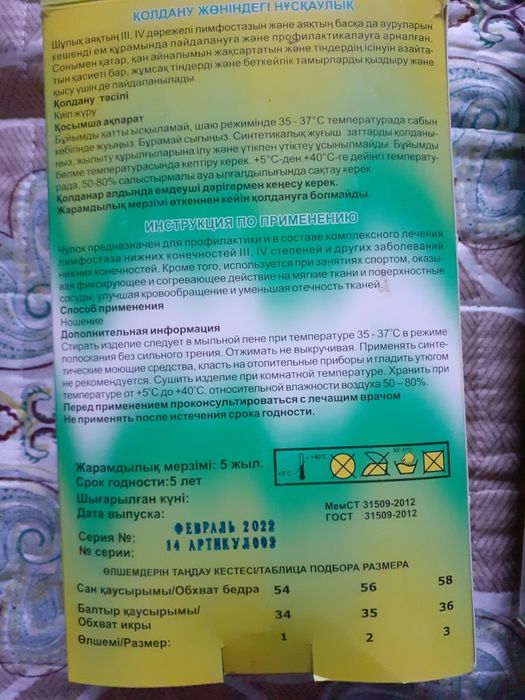 ҚОЛДАНУ ЖӨНІНДЕГІ НҰСҚАУЛЫҚ
Шұлық аяқтың III, IV дәрежелі лимфостазын және аяқтың басқа да ауруларын
кешенді ем құрамында пайдалануға және профилактикалауға арналған.
Сонымен қатар, қан айналымын жақсартатын және тіндердің ісінуін азайта-
тын қасиеті бар, жұмсақ тіндерді және беткейлік тамырларды қыздыру және
қысу үшін де пайдаланылады.
Қолдану тәсілі
Киіп жүру
Қосымша ақпарат
Бұйымды қатты ысқыламай, шаю режимінде 35 - 37°С температурада сабын
көбігінде жуыңыз. Бұрамай сығыңыз. Синтетикалық жуғыш заттарды қолданы-
ңыз, жылыту құрылғыларына ілу және үтікпен үтіктеу ұсынылмайды. Бұйымды
бөлме температурасында кептіру керек. +5°С-ден +40°С-ге дейінгі температу-
рада, 50-80% салыстырмалы ауа ылғалдылығында сақтау керек.
Қолданар алдында емдеуші дәрігермен кеңесу керек.
Жарамдылық мерзімі өткеннен кейін қолдануға болмайды.
ИНСТРУКЦИЯ ПО ПРИМЕНЕНИЮ
Чулок предназначен для профилактики и в составе комплексного лечения
лимфостаза нижних конечностей III, IV степеней и других заболеваний
нижних конечностей. Кроме того, используется при занятиях спортом, оказы-
вая фиксирующее и согревающее действие на мягкие ткани и поверхностные
сосуды, улучшая кровообращение и уменьшая отечность тканей.
Способ применения
Ношение
Дополнительная информация
Стирать изделие следует в мыльной пене при температуре 35 - 37°С в режиме
полоскания без сильного трения. Отжимать не выкручивая. Применять синте-
тические моющие средства, класть на отопительные приборы и гладить утюгом
не рекомендуется. Сушить изделие при комнатной температуре. Хранить при
температуре от +5°С до +40°С, относительной влажности воздуха 50 – 80%.
Перед применением проконсультироваться с лечащим врачом
Не применять после истечения срока годности.
Жарамдылық мерзімі: 5 жыл.
Срок годности:5 лет
+5°С +40°С 35°-37°С
Шығарылған күні:
Дата выпуска:
ФЕВРАЛЬ 2022
МемСТ 31509-2012
ГОСТ 31509-2012
Серия №:
№ серии:
14 АРТИКУЛ002
ӨЛШЕМДЕРІН ТАҢДАУ КЕСТЕСІ/ТАБЛИЦА ПОДБОРА РАЗМЕРА
Сан қаусырымы/Обхват бедра 54 56 58
Балтыр қаусырымы/
Обхват икры 34 35 36
Өлшемі/Размер: 1 2 3